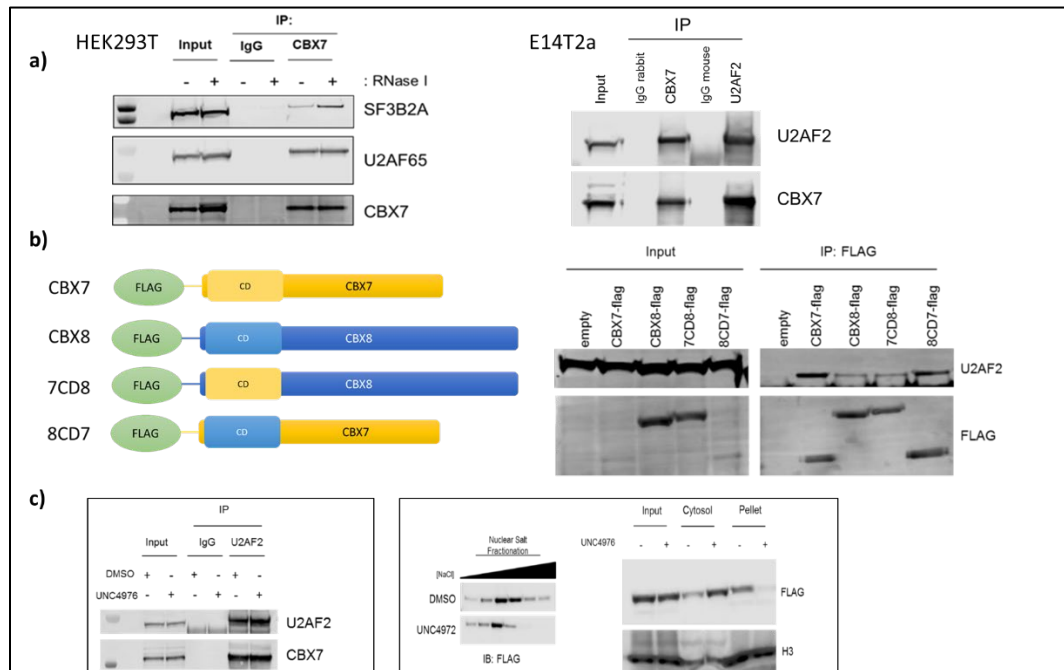 HEK293T
IP:
Input IgG CBX7
a)
- + - + - + : RNase I
SF3B2A
U2AF65
CBX7
E14T2a
IP
Input
IgG rabbit
CBX7
IgG mouse
U2AF2
U2AF2
CBX7
b)
CBX7 FLAG CD CBX7
CBX8 FLAG CD CBX8
7CD8 FLAG CD CBX8
8CD7 FLAG CD CBX7
Input IP: FLAG
empty
CBX7-flag
CBX8-flag
7CD8-flag
8CD7-flag
empty
CBX7-flag
CBX8-flag
7CD8-flag
8CD7-flag
U2AF2
FLAG
c)
IP
Input IgG U2AF2
DMSO + - + - + -
UNC4976 - + - + - +
U2AF2
CBX7
Nuclear Salt
Fractionation
[NaCl]
DMSO
UNC4972
IB: FLAG
Input Cytosol Pellet
UNC4976 - + - + - +
FLAG
H3